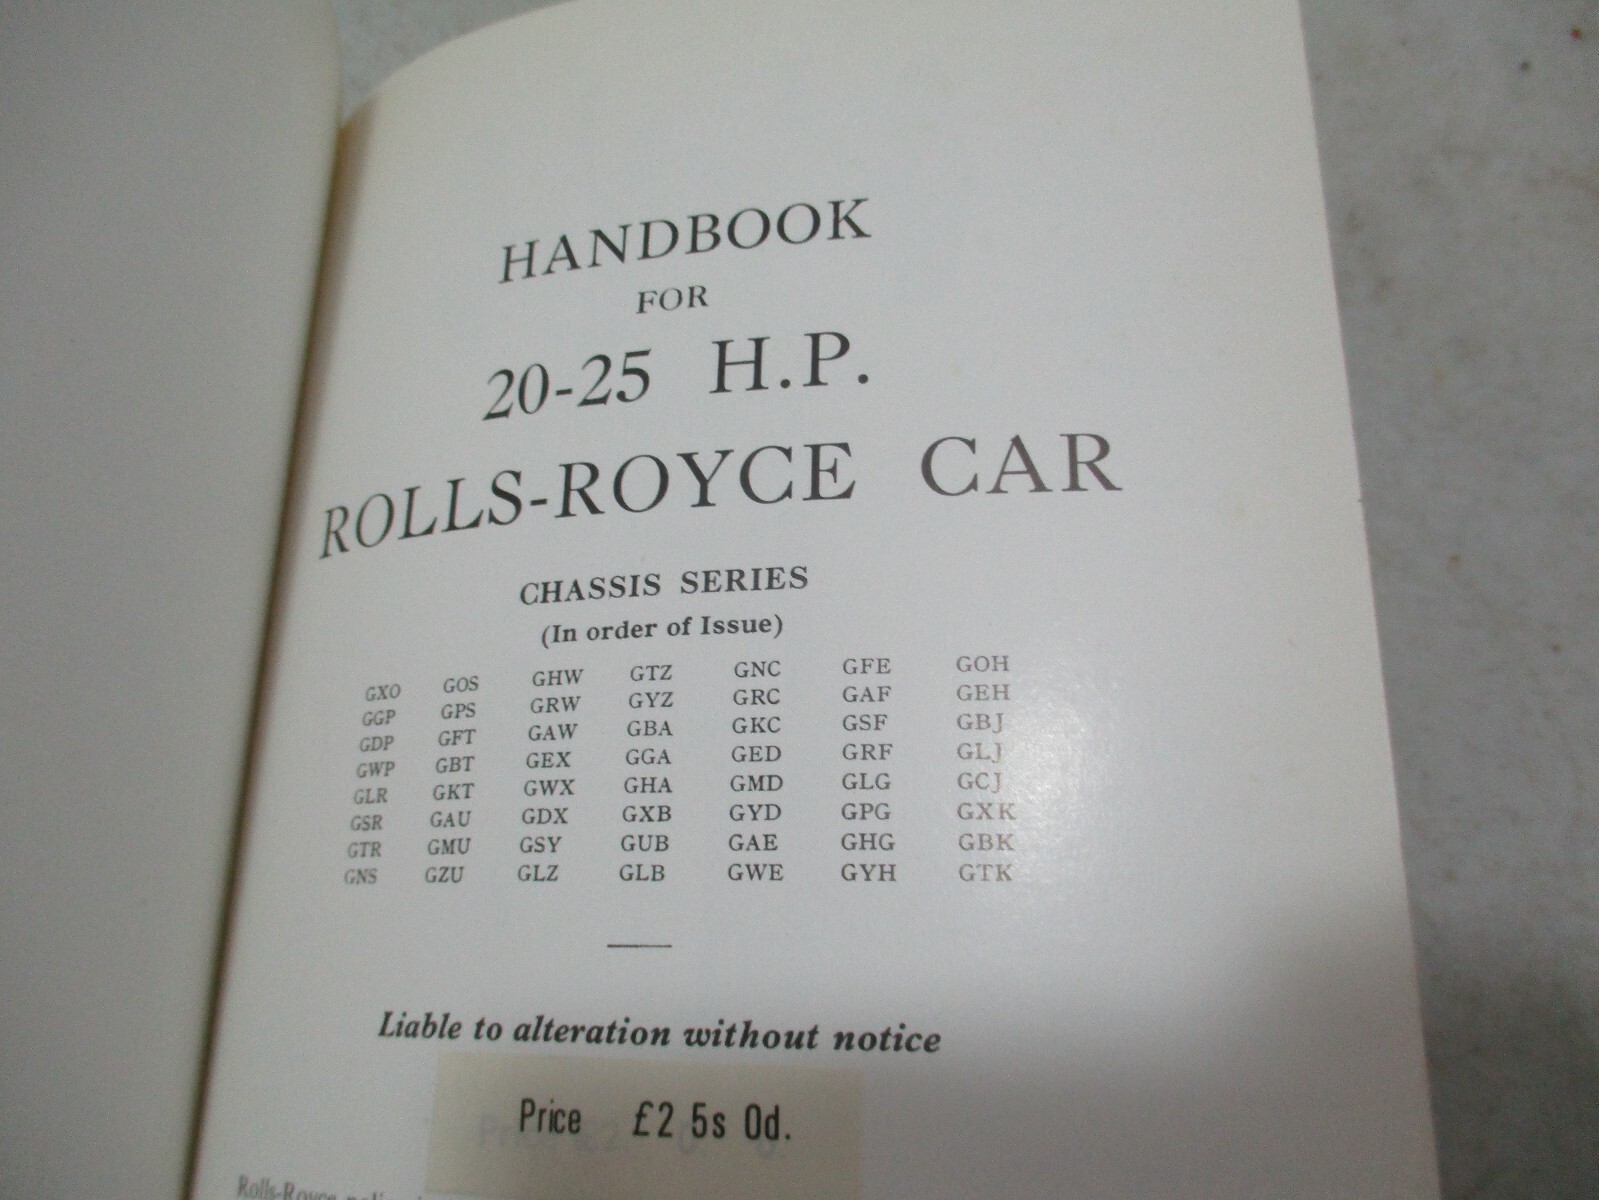 HANDBOOK
FOR
20-25 H.P.
ROLLS-ROYCE CAR
CHASSIS SERIES
(In order of Issue)
GXO GOS GHW GTZ GNC GFE GOH
GGP GPS GRW GYZ GRC GAF GEH
GDP GFT GAW GBA GKC GSF GBJ
GWP GBT GEX GGA GED GRF GLJ
GLR GKT GWX GHA GMD GLG GCJ
GSR GAU GDX GXB GYD GPG GXK
GTR GMU GSY GUB GAE GHG GBK
GNS GZU GLZ GLB GWE GYH GTK
Liable to alteration without notice
Price £2 5s 0d.
Rolls-Royce